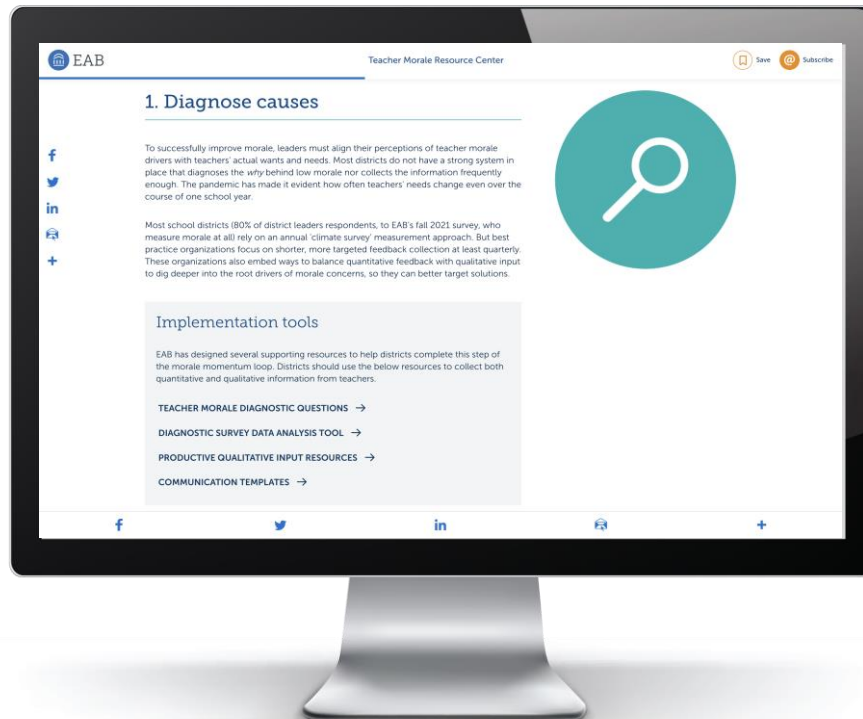 EAB
Teacher Morale Resource Center
Save
@
Subscribe
1. Diagnose causes
To successfully improve morale, leaders must align their perceptions of teacher morale
drivers with teachers' actual wants and needs. Most districts do not have a strong system in
place that diagnoses the why behind low morale nor collects the information frequently
enough. The pandemic has made it evident how often teachers' needs change even over the
course of one school year.
Most school districts (80% of district leaders respondents, to EAB's fall 2021 survey, who
measure morale at all) rely on an annual 'climate survey' measurement approach. But best
practice organizations focus on shorter, more targeted feedback collection at least quarterly.
These organizations also embed ways to balance quantitative feedback with qualitative input
to dig deeper into the root drivers of morale concerns, so they can better target solutions.
Implementation tools
EAB has designed several supporting resources to help districts complete this step of
the morale momentum loop. Districts should use the below resources to collect both
quantitative and qualitative information from teachers.
TEACHER MORALE DIAGNOSTIC QUESTIONS →
DIAGNOSTIC SURVEY DATA ANALYSIS TOOL →
PRODUCTIVE QUALITATIVE INPUT RESOURCES →
COMMUNICATION TEMPLATES →